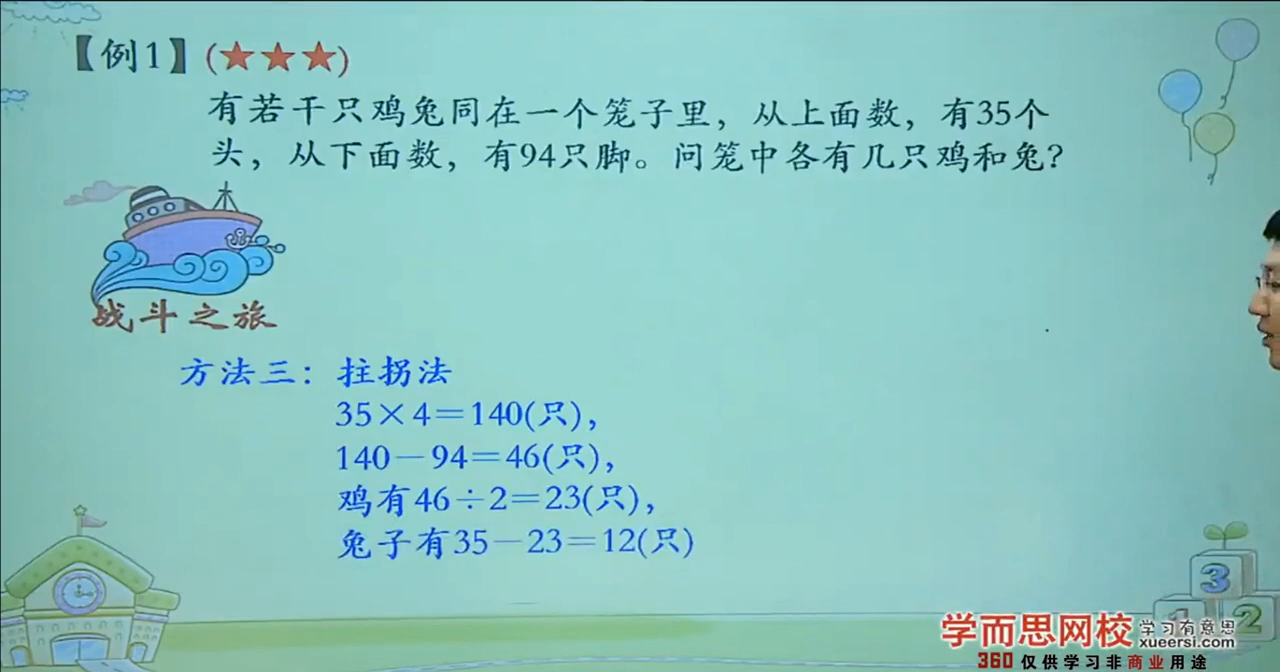 【例1】(★★★)
有若干只鸡兔同在一个笼子里，从上面数，有35个
头，从下面数，有94只脚。问笼中各有几只鸡和兔？
战斗之旅
方法三：拄拐法
35×4＝140(只)，
140－94＝46(只)，
鸡有46÷2＝23(只)，
兔子有35－23＝12(只)
3
1 2
学而思网校 学习有意思
xueersi.com
360仅供学习非商业用途